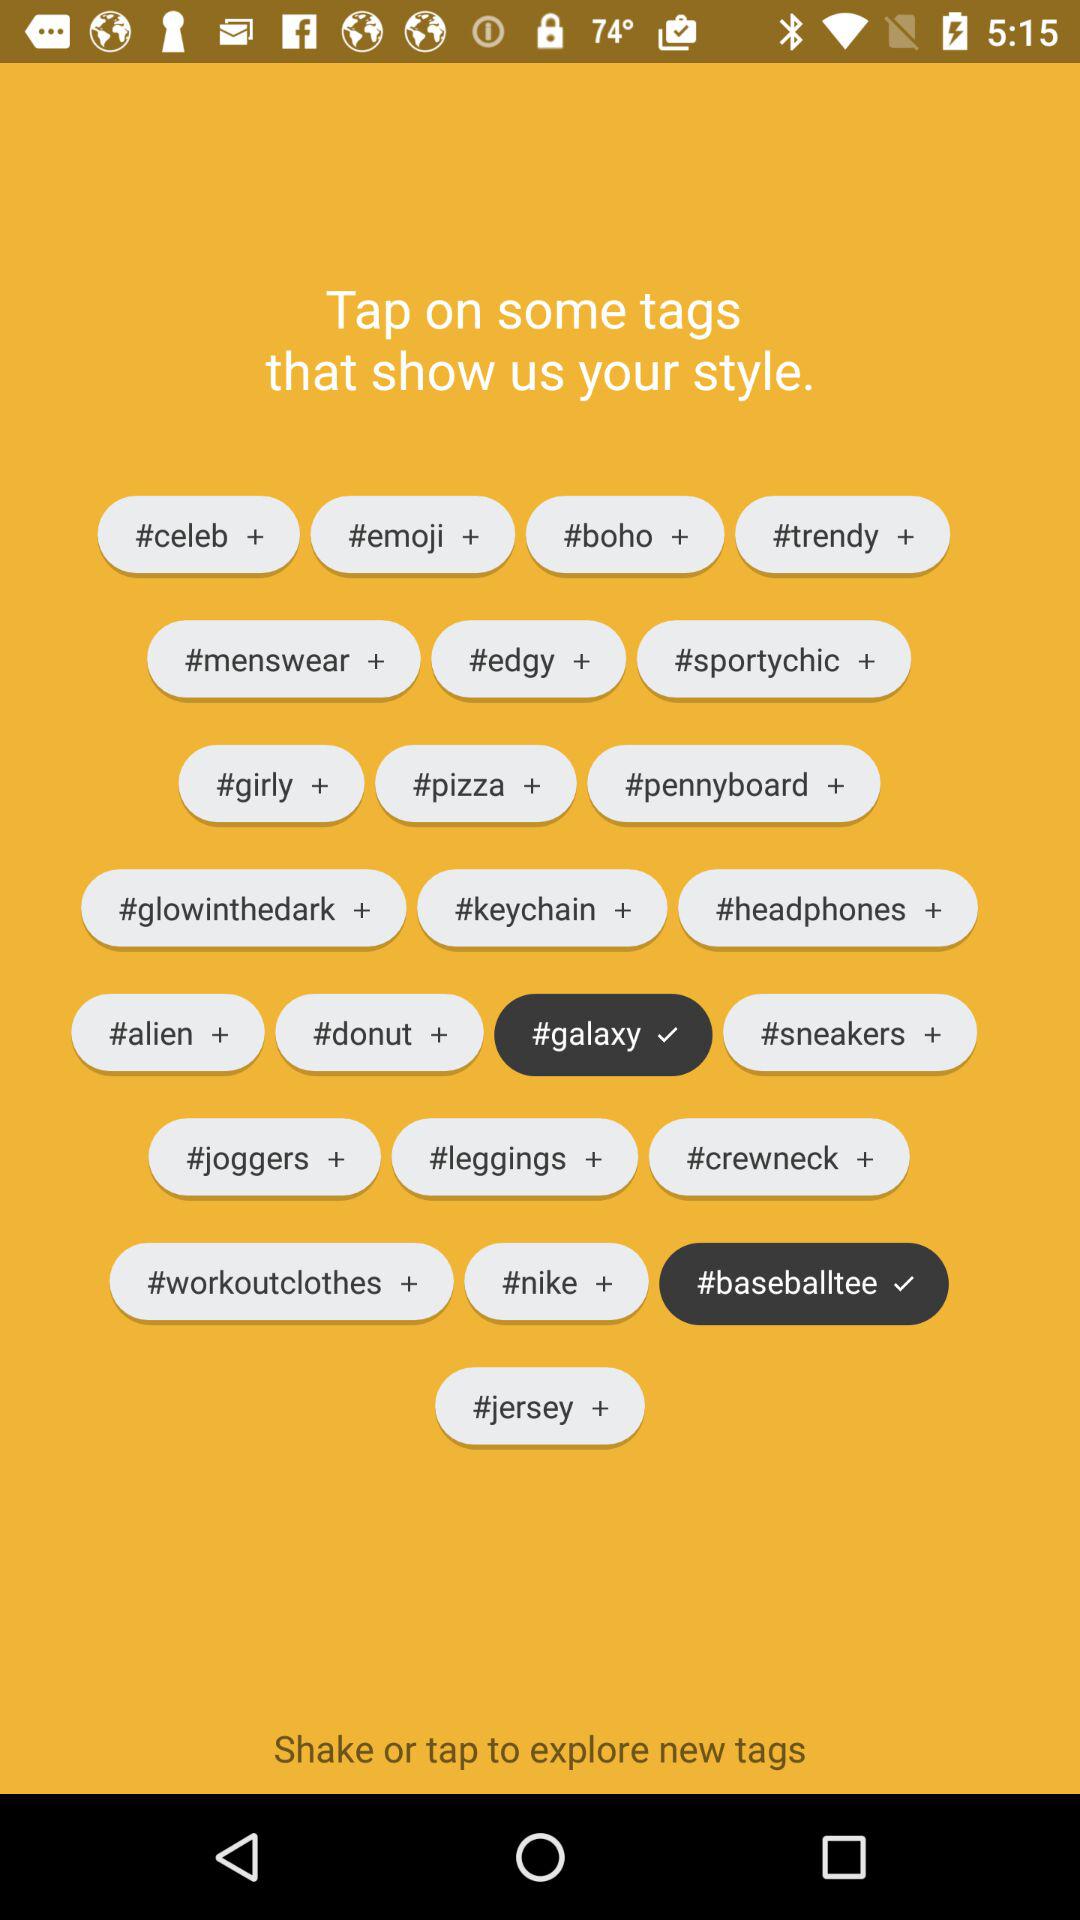 74° 5:15
Tap on some tags
that show us your style.
#celeb + #emoji + #boho + #trendy +
#menswear + #edgy + #sportychic +
#girly + #pizza + #pennyboard +
#glowinthedark + #keychain + #headphones +
#alien + #donut + #galaxy ✓ #sneakers +
#joggers + #leggings + #crewneck +
#workoutclothes + #nike + #baseballtee ✓
#jersey +
Shake or tap to explore new tags